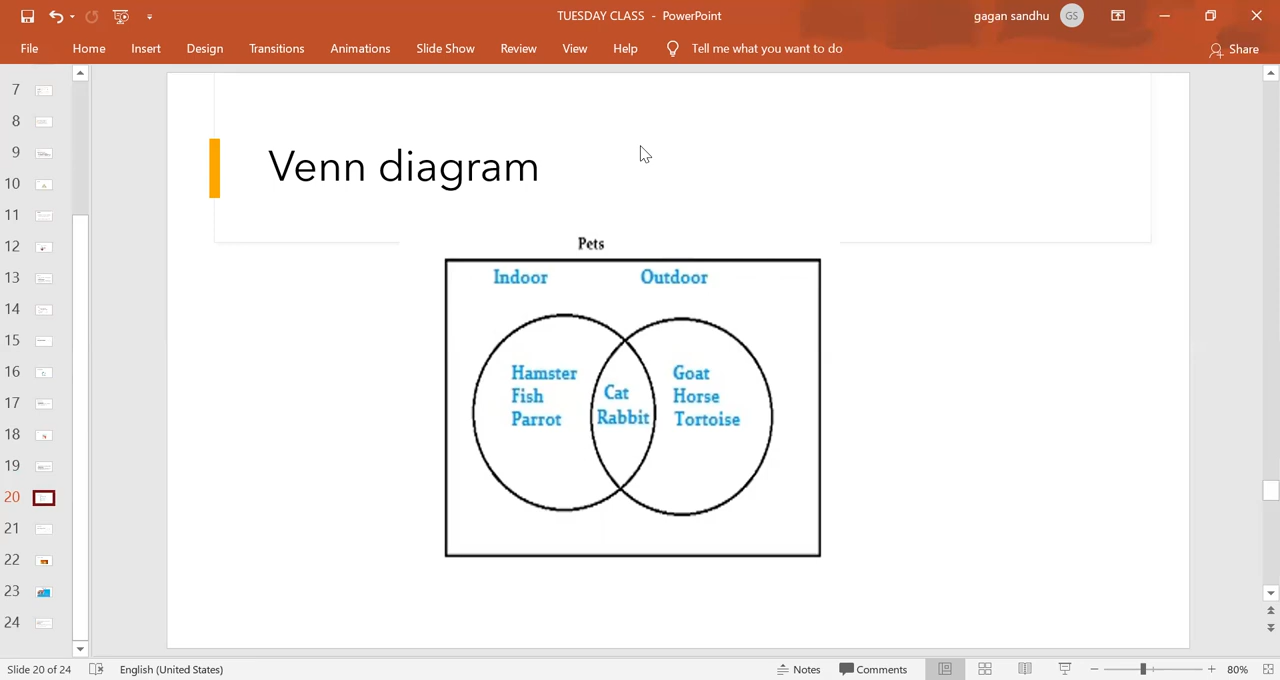 TUESDAY CLASS - PowerPoint
gagan sandhu GS
File Home Insert Design Transitions Animations Slide Show Review View Help Tell me what you want to do Share
7
8
9
10
11
12
13
14
15
16
17
18
19
20
21
22
23
24
Venn diagram
Pets
Indoor Outdoor
Hamster
Fish
Parrot
Cat
Rabbit
Goat
Horse
Tortoise
Slide 20 of 24 English (United States) Notes Comments 80%